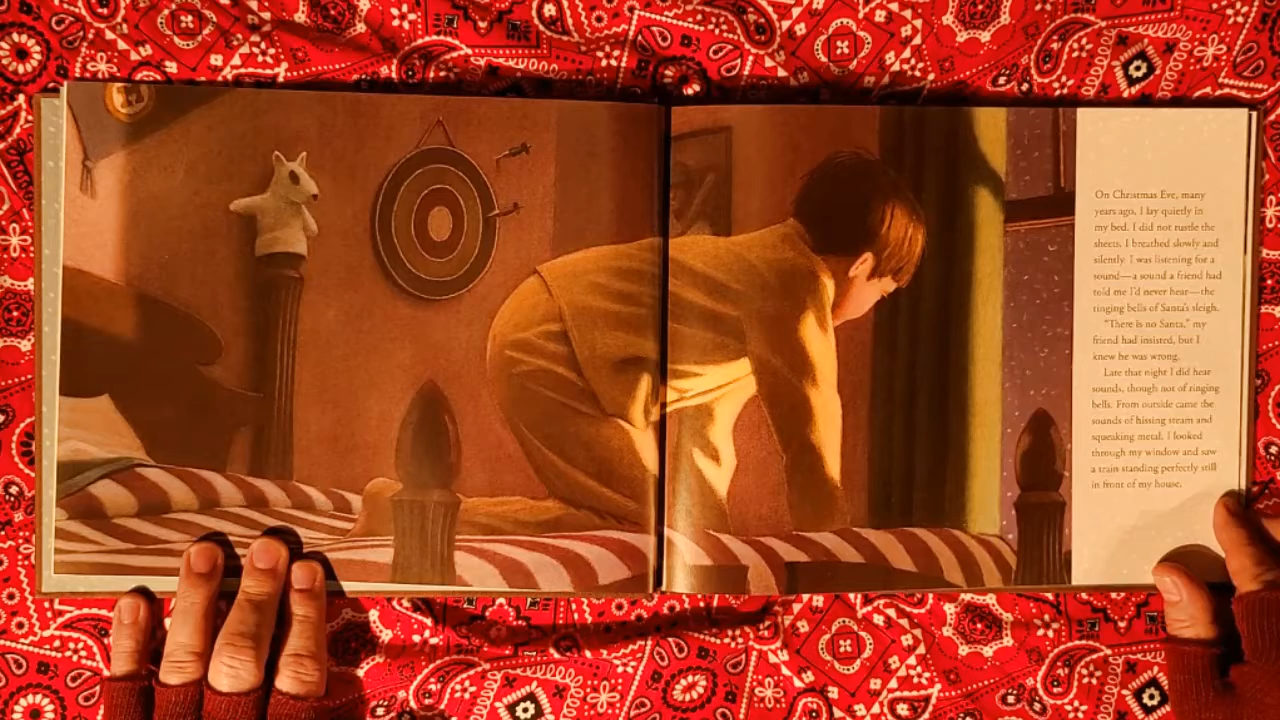 On Christmas Eve, many
years ago, I lay quietly in
my bed. I did not rustle the
sheets. I breathed slowly and
silently. I was listening for a
sound—a sound a friend had
told me I'd never hear—the
ringing bells of Santa's sleigh.
"There is no Santa," my
friend had insisted, but I
knew he was wrong.
Late that night I did hear
sounds, though not of ringing
bells. From outside came the
sounds of hissing steam and
squeaking metal. I looked
through my window and saw
a train standing perfectly still
in front of my house.